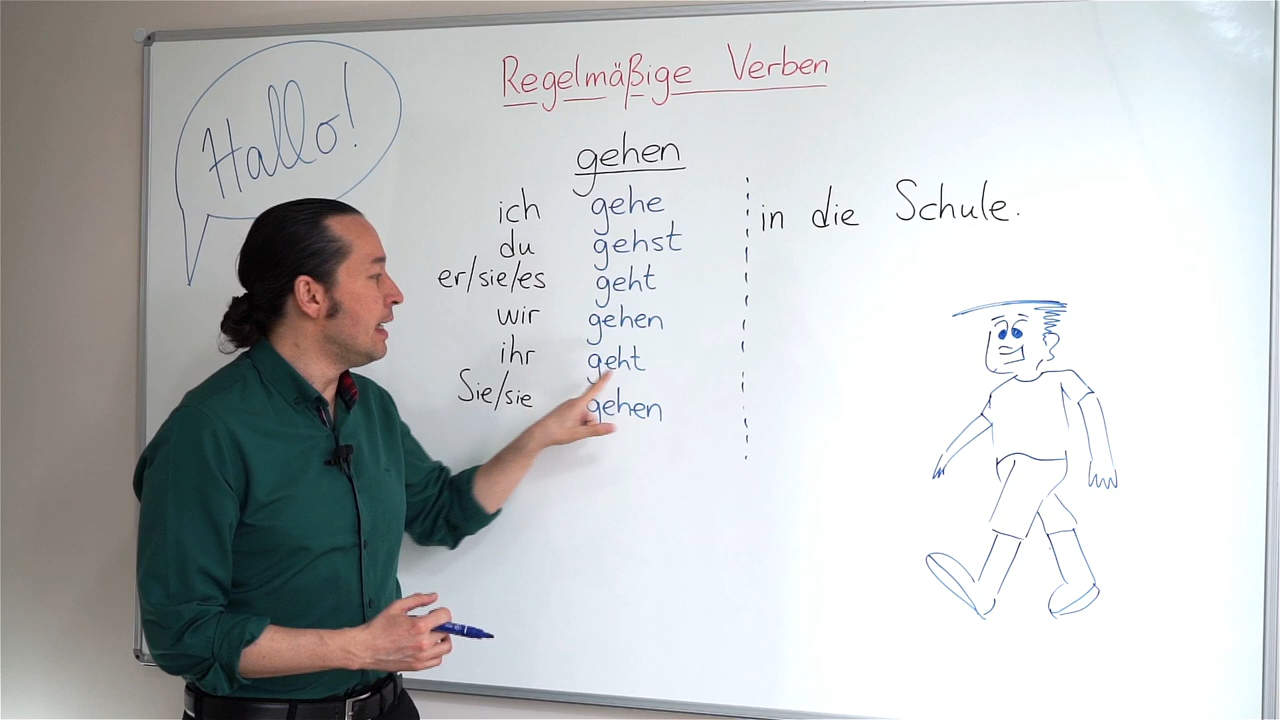 Hallo!
Regelmäßige Verben
gehen
ich gehe in die Schule.
du gehst
er/sie/es geht
wir gehen
ihr geht
Sie/sie gehen